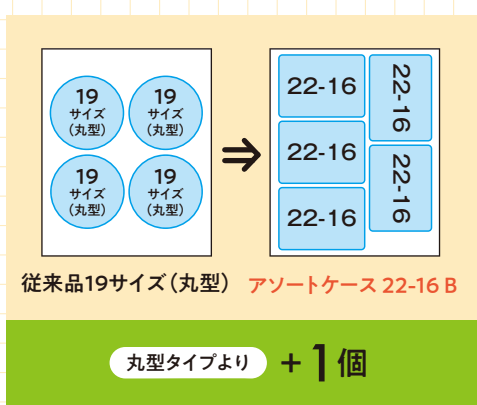 19
サイズ
(丸型)
19
サイズ
(丸型)
19
サイズ
(丸型)
19
サイズ
(丸型)
⇒
22-16
22-16
22-16
22-16
22-16
従来品19サイズ(丸型)
アソートケース 22-16 B
丸型タイプより +1個